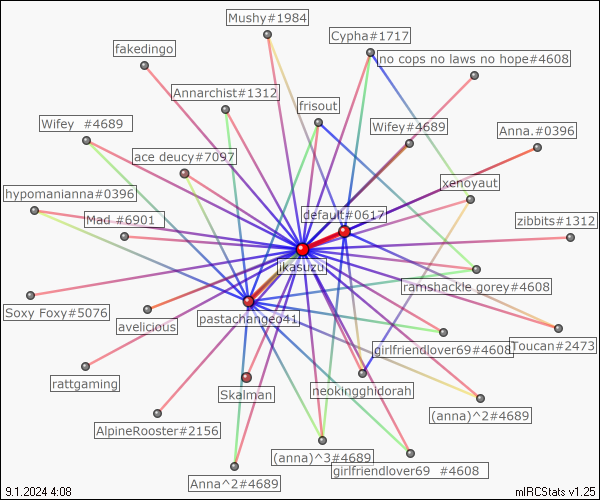 Mushy#1984
Cypha#1717
fakedingo
no cops no laws no hope#4608
Annarchist#1312
frisout
Wifey  #4689
Wifey#4689
Anna.#0396
ace deucy#7097
xenoyaut
hypomanianna#0396
default#0617
Mad #6901
zibbits#1312
ikasuzu
ramshackle gorey#4608
Soxy Foxy#5076
avelicious
pastachangeo41
girlfriendlover69#4608
Toucan#2473
rattgaming
Skalman
neokingghidorah
(anna)^2#4689
AlpineRooster#2156
(anna)^3#4689
girlfriendlover69  #4608
Anna^2#4689
9.1.2024 4:08
mIRCStats v1.25